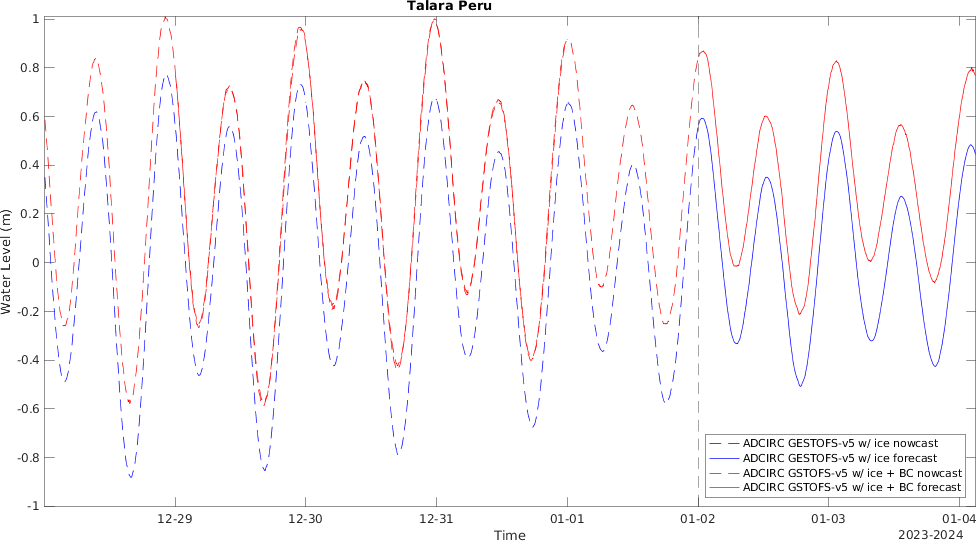 Talara Peru
1
0.8
0.6
0.4
0.2
0
-0.2
-0.4
-0.6
-0.8
-1
Water Level (m)
ADCIRC GESTOFS-v5 w/ ice nowcast
ADCIRC GESTOFS-v5 w/ ice forecast
ADCIRC GSTOFS-v5 w/ ice + BC nowcast
ADCIRC GSTOFS-v5 w/ ice + BC forecast
12-29 12-30 12-31 01-01 01-02 01-03 01-04
Time
2023-2024